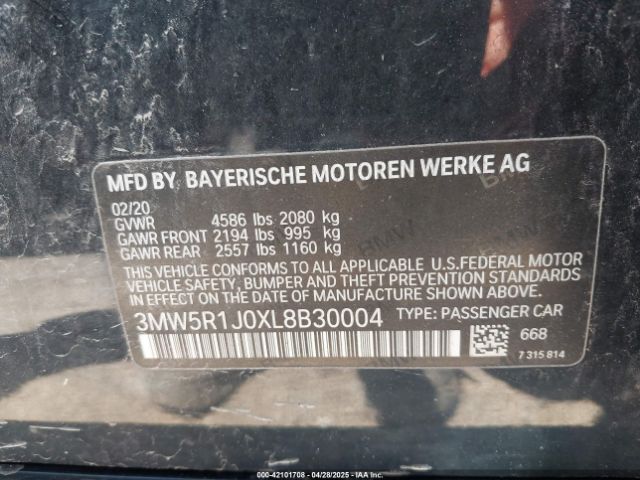 MFD BY BAYERISCHE MOTOREN WERKE AG
02/20
GVWR 4586 lbs 2080 kg
GAWR FRONT 2194 lbs 995 kg
GAWR REAR 2557 lbs 1160 kg
THIS VEHICLE CONFORMS TO ALL APPLICABLE U.S.FEDERAL MOTOR
VEHICLE SAFETY, BUMPER AND THEFT PREVENTION STANDARDS
IN EFFECT ON THE DATE OF MANUFACTURE SHOWN ABOVE.
3MW5R1J0XL8B30004 TYPE: PASSENGER CAR
668
7 315 814
000-42101708 - 04/28/2025 - IAA Inc.